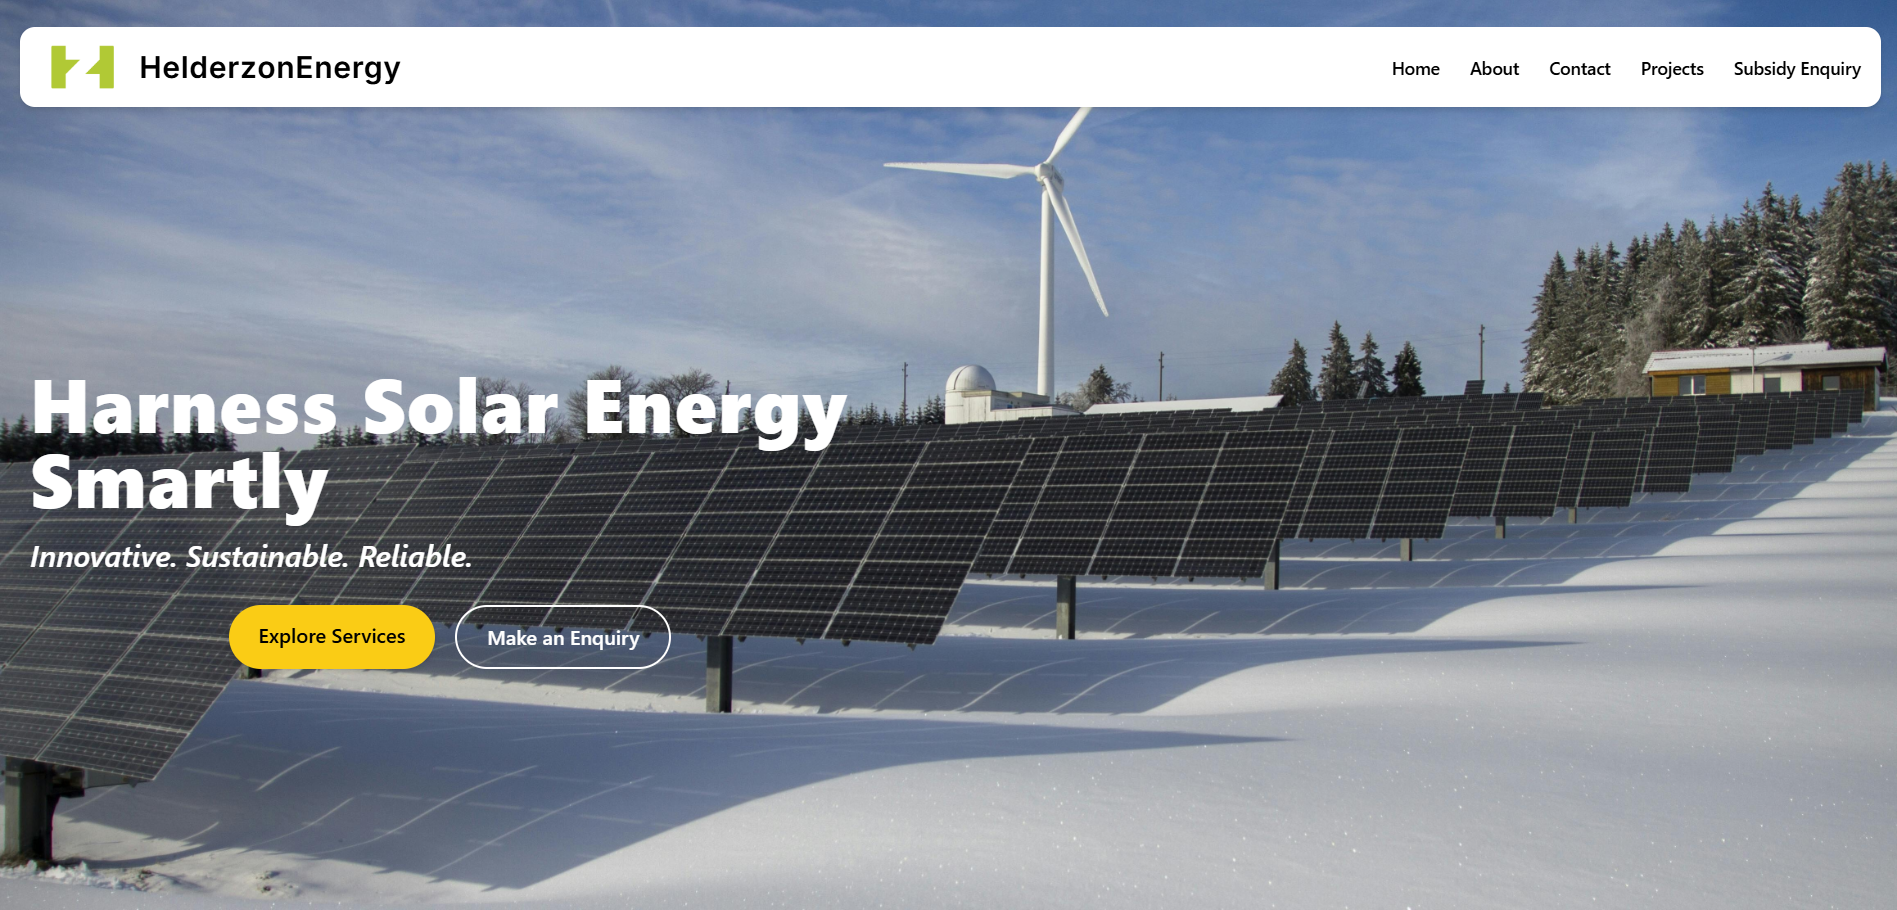 HelderzonEnergy
Home About Contact Projects Subsidy Enquiry
Harness Solar Energy
Smartly
Innovative. Sustainable. Reliable.
Explore Services Make an Enquiry